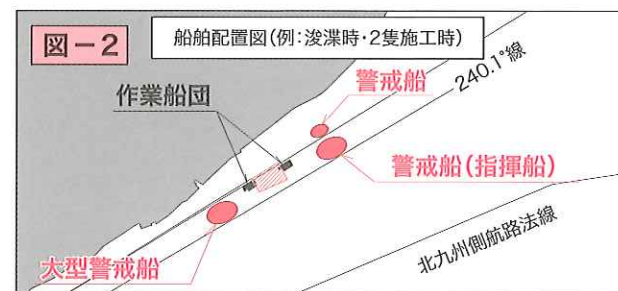 図－2
船舶配置図(例：浚渫時・2隻施工時)
作業船団
警戒船
240.1°線
警戒船(指揮船)
大型警戒船
北九州側航路法線